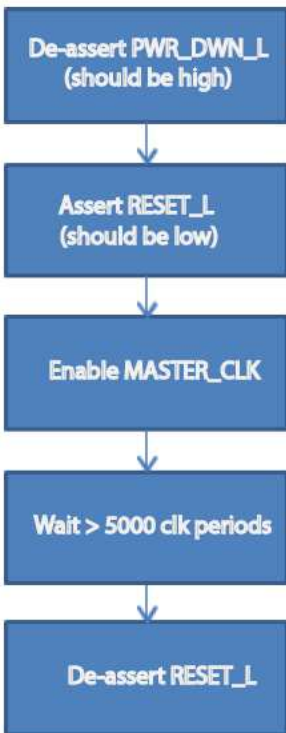 De-assert PWR_DWN_L
(should be high)
Assert RESET_L
(should be low)
Enable MASTER_CLK
Wait > 5000 clk periods
De-assert RESET_L